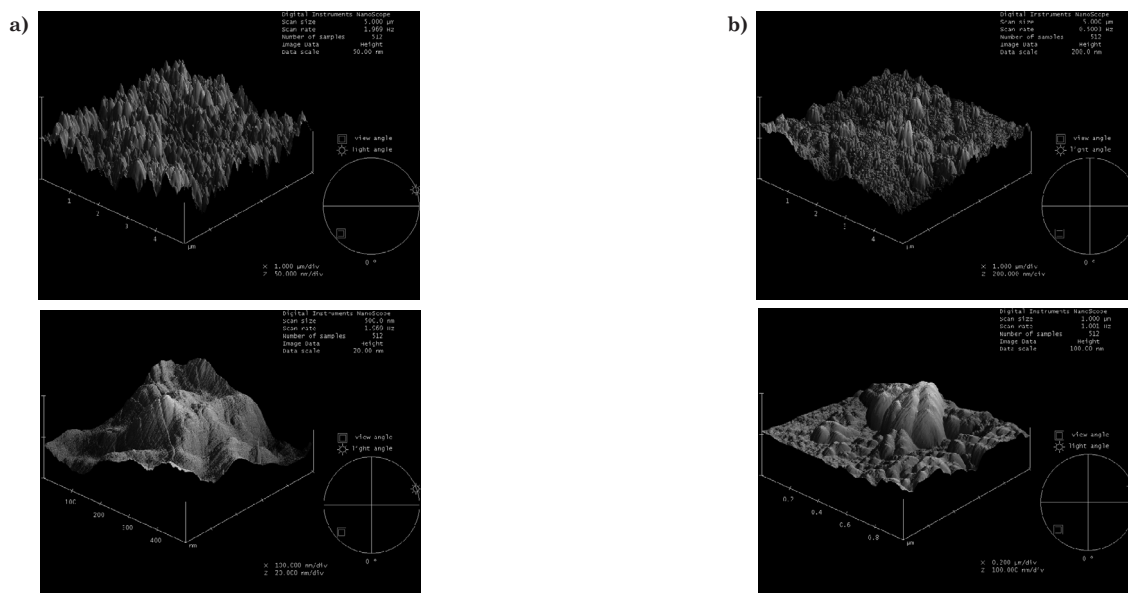 a)
Digital Instruments NanoScope
Scan size 5.000 µm
Scan rate 1.969 Hz
Number of samples 512
Image Data Height
Data scale 50.00 nm
view angle
light angle
1
2
3
4
µm
X 1.000 µm/div
Z 50.000 nm/div
0 °
b)
Digital Instruments NanoScope
Scan size 5.000 µm
Scan rate Hz
Number of samples 512
Image Data Height
Data scale 200.0 nm
view angle
light angle
1
2
3
4
µm
X 1.000 µm/div
Z 200.000 nm/div
0 °
Digital Instruments NanoScope
Scan size 500.0 nm
Scan rate 1.969 Hz
Number of samples 512
Image Data Height
Data scale 20.00 nm
view angle
light angle
100
200
300
400
nm
X 100.000 nm/div
Z 20.000 nm/div
0 °
Digital Instruments NanoScope
Scan size 1.000 µm
Scan rate 1.001 Hz
Number of samples 512
Image Data Height
Data scale 100.00 nm
view angle
light angle
0.2
0.4
0.6
0.8
µm
X 0.200 µm/div
Z 100.000 nm/div
0 °